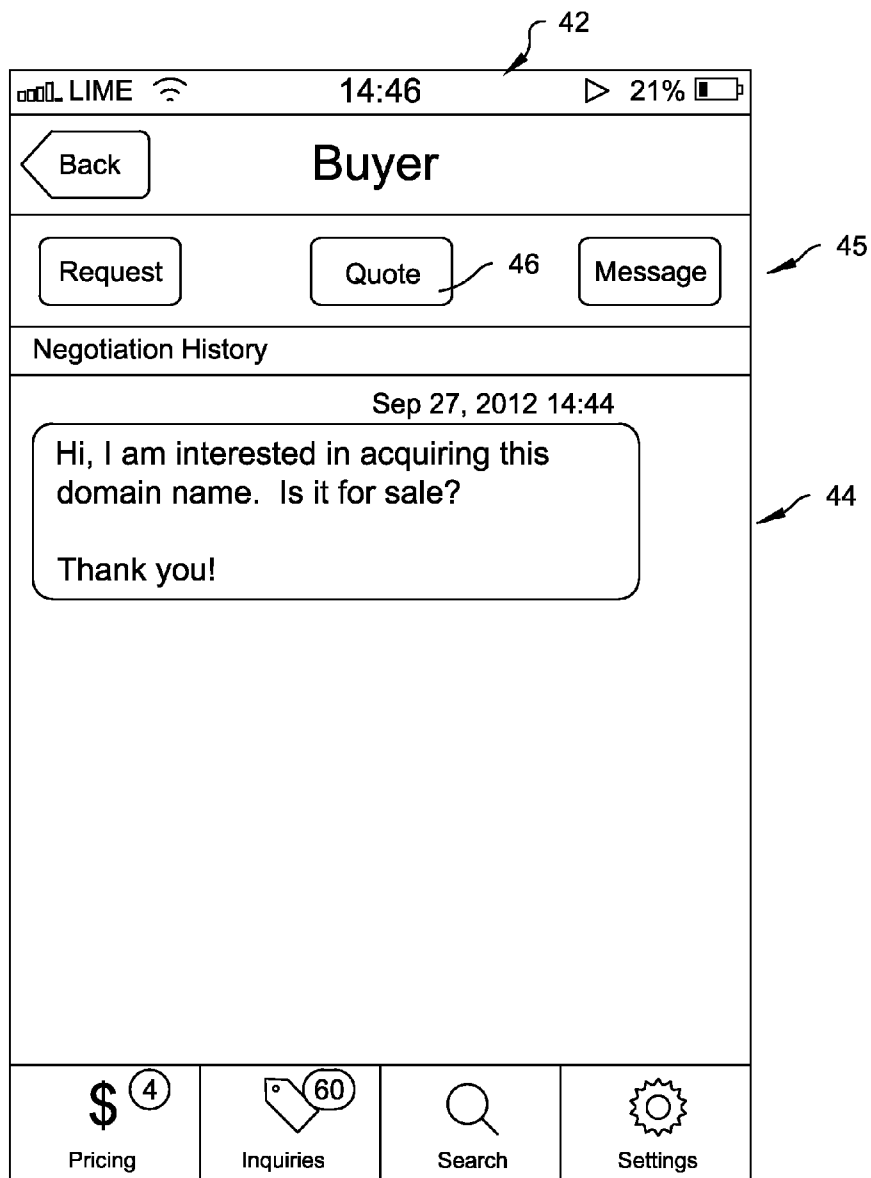 42
LIME 14:46 21%
Back Buyer
Request Quote 46 Message 45
Negotiation History
Sep 27, 2012 14:44
Hi, I am interested in acquiring this
domain name. Is it for sale?
44
Thank you!
$ 4 60
Pricing Inquiries Search Settings